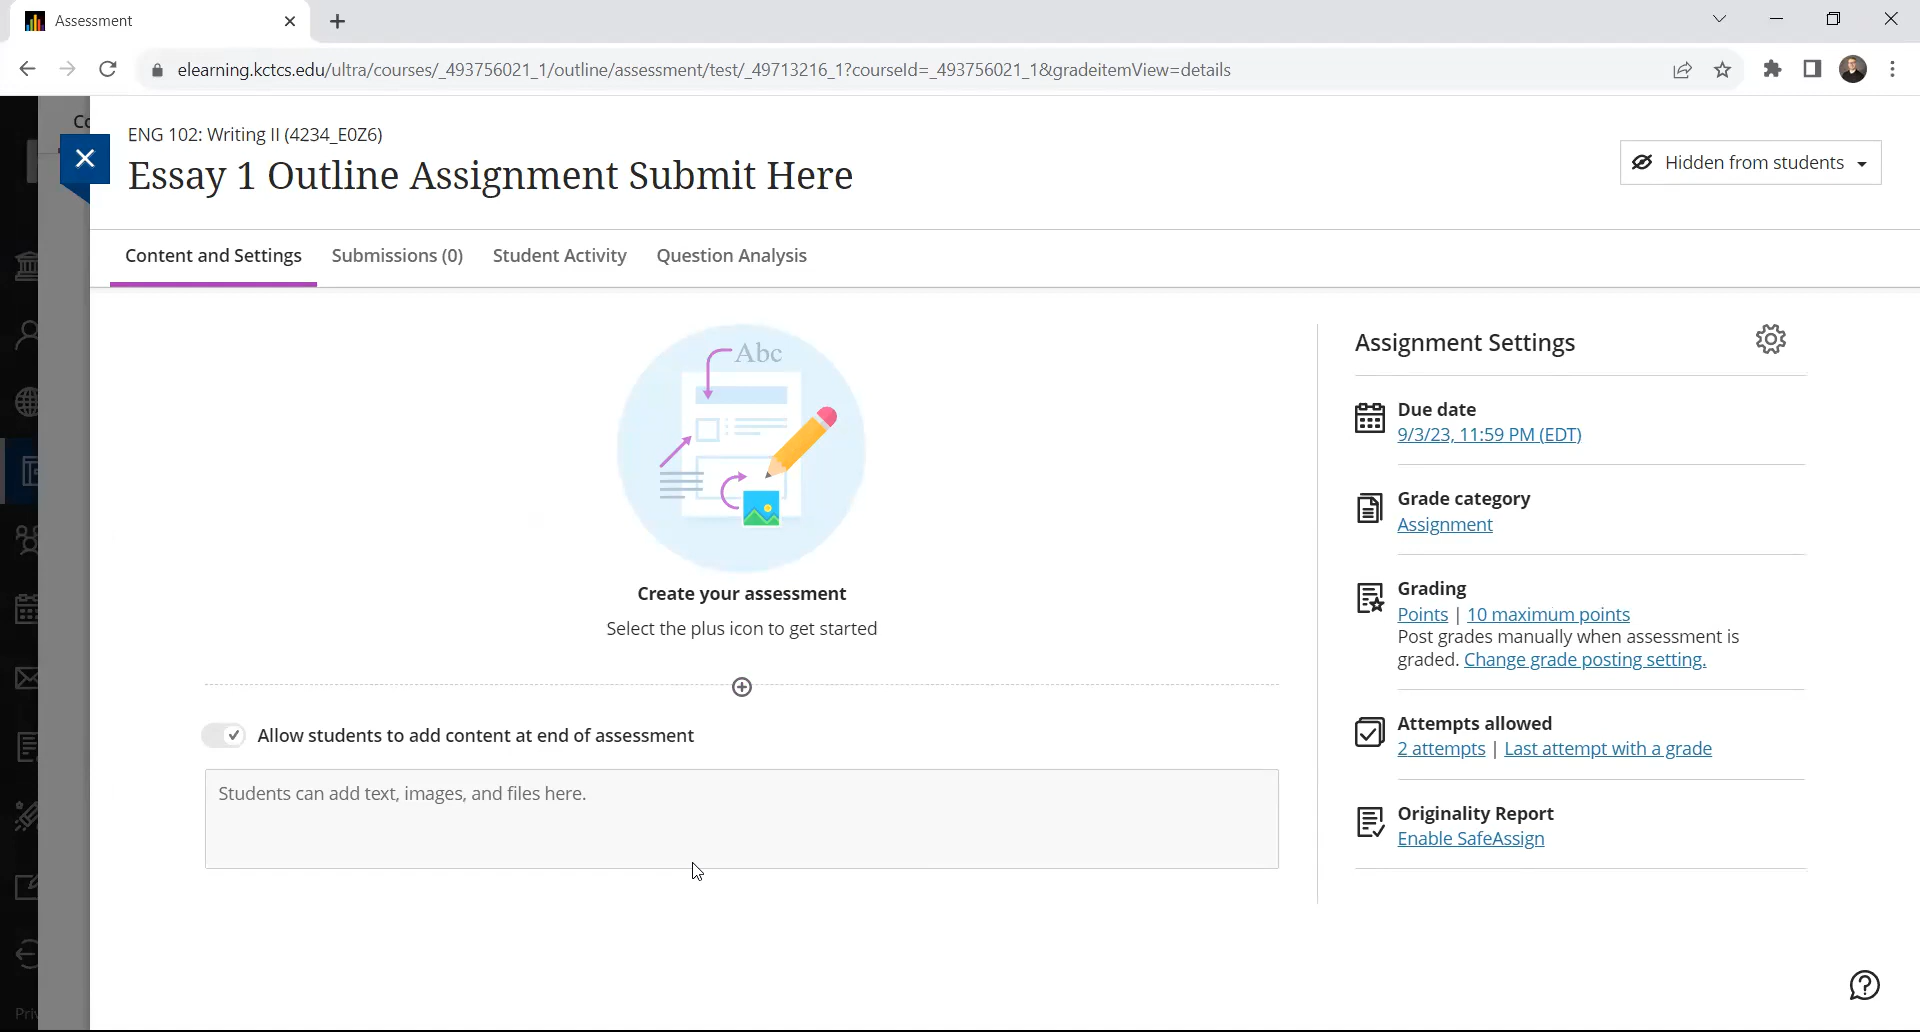 Assessment
elearning.kctcs.edu/ultra/courses/_493756021_1/outline/assessment/test/_49713216_1?courseId=_493756021_1&gradeitemView=details
ENG 102: Writing II (4234_E0Z6)
Essay 1 Outline Assignment Submit Here
Hidden from students
Content and Settings
Submissions (0)
Student Activity
Question Analysis
Abc
Create your assessment
Select the plus icon to get started
Allow students to add content at end of assessment
Students can add text, images, and files here.
Assignment Settings
Due date
9/3/23, 11:59 PM (EDT)
Grade category
Assignment
Grading
Points | 10 maximum points
Post grades manually when assessment is
graded. Change grade posting setting.
Attempts allowed
2 attempts | Last attempt with a grade
Originality Report
Enable SafeAssign